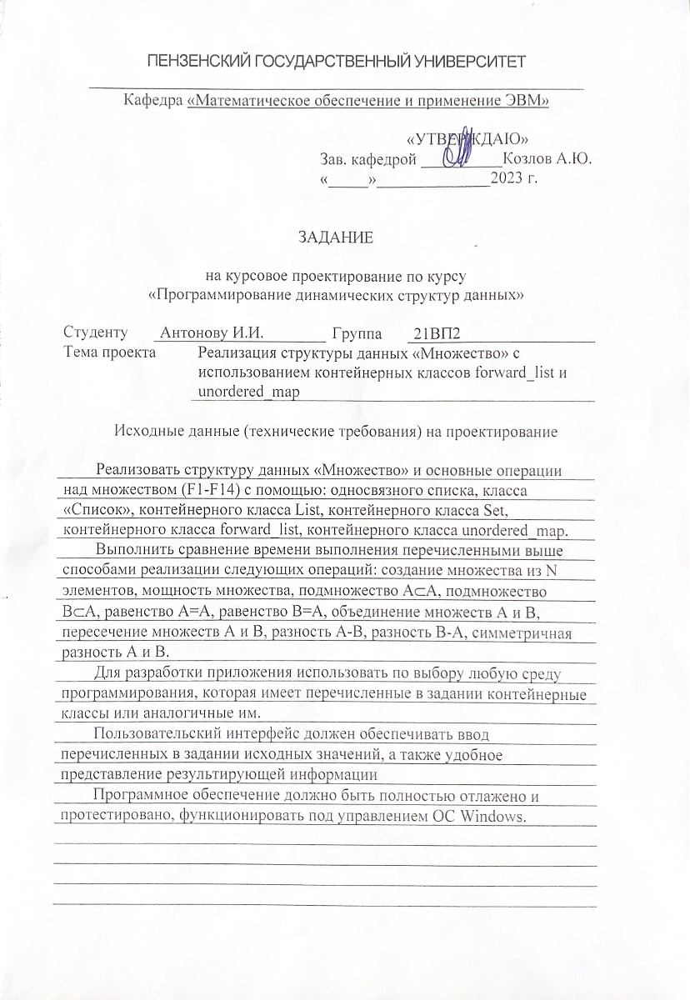 ПЕНЗЕНСКИЙ ГОСУДАРСТВЕННЫЙ УНИВЕРСИТЕТ
Кафедра «Математическое обеспечение и применение ЭВМ»
«УТВЕРЖДАЮ»
Зав. кафедрой __________Козлов А.Ю.
«_____»______________2023 г.
ЗАДАНИЕ
на курсовое проектирование по курсу
«Программирование динамических структур данных»
Студенту Антонову И.И. Группа 21ВП2
Тема проекта Реализация структуры данных «Множество» с
использованием контейнерных классов forward_list и
unordered_map
Исходные данные (технические требования) на проектирование
Реализовать структуру данных «Множество» и основные операции
над множеством (F1-F14) с помощью: односвязного списка, класса
«Список», контейнерного класса List, контейнерного класса Set,
контейнерного класса forward_list, контейнерного класса unordered_map.
Выполнить сравнение времени выполнения перечисленными выше
способами реализации следующих операций: создание множества из N
элементов, мощность множества, подмножество A⊂A, подмножество
B⊂A, равенство A=A, равенство B=A, объединение множеств A и B,
пересечение множеств A и B, разность A-B, разность B-A, симметричная
разность A и B.
Для разработки приложения использовать по выбору любую среду
программирования, которая имеет перечисленные в задании контейнерные
классы или аналогичные им.
Пользовательский интерфейс должен обеспечивать ввод
перечисленных в задании исходных значений, а также удобное
представление результирующей информации
Программное обеспечение должно быть полностью отлажено и
протестировано, функционировать под управлением ОС Windows.